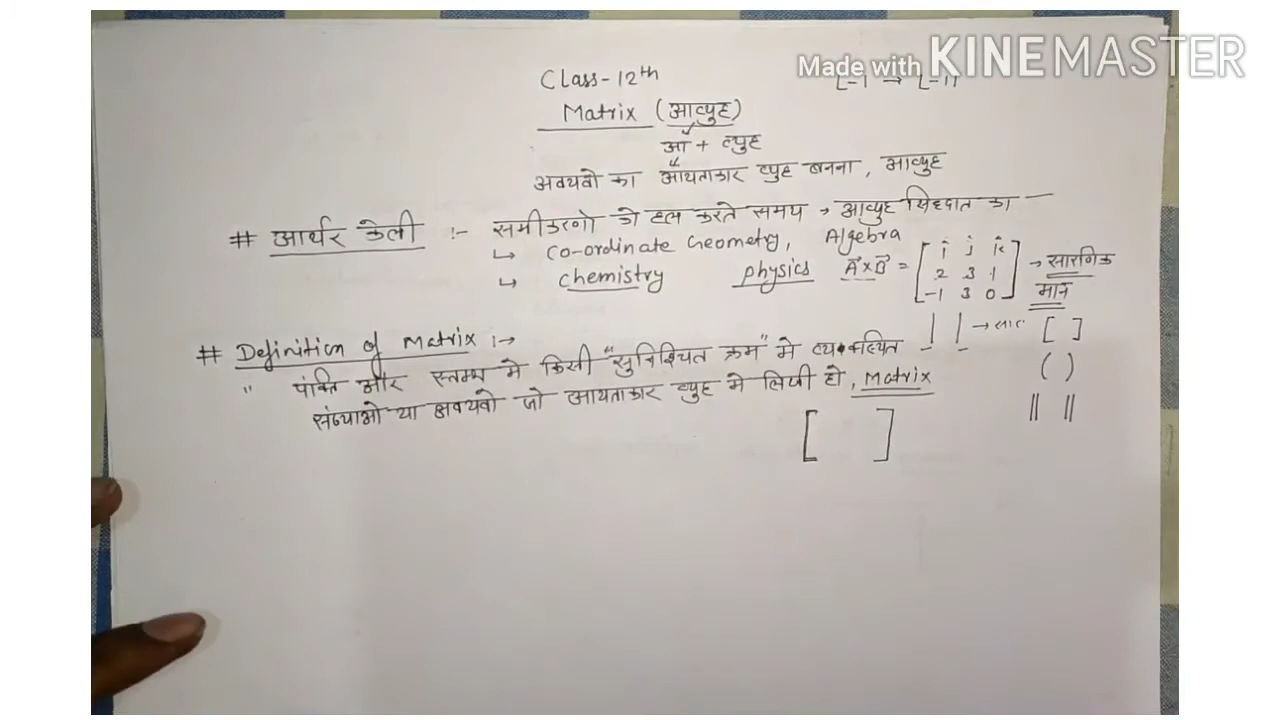 Made with KINEMASTER
Class-12th
L-1 → L-11
Matrix (आव्युह)
आ + व्युह
अवयवो का आयताकार व्युह बनना, आव्युह
# आर्थर केली :- समीकरणो को हल करते समय → आव्युह सिद्दात का
↳ co-ordinate Geometry, Algebra
↳ chemistry physics A⃗×B⃗ = [ i j k → सारणिक
2 3 1 मान
-1 3 0 ]
# Definition of Matrix :→ | | → सार [ ]
" पंक्ति और स्तम्भ मे किसी "सुनिश्चित क्रम" मे ( )
संख्याओ या अवयवो जो आयताकार व्युह मे लिखी हो, Matrix || ||
[ ]